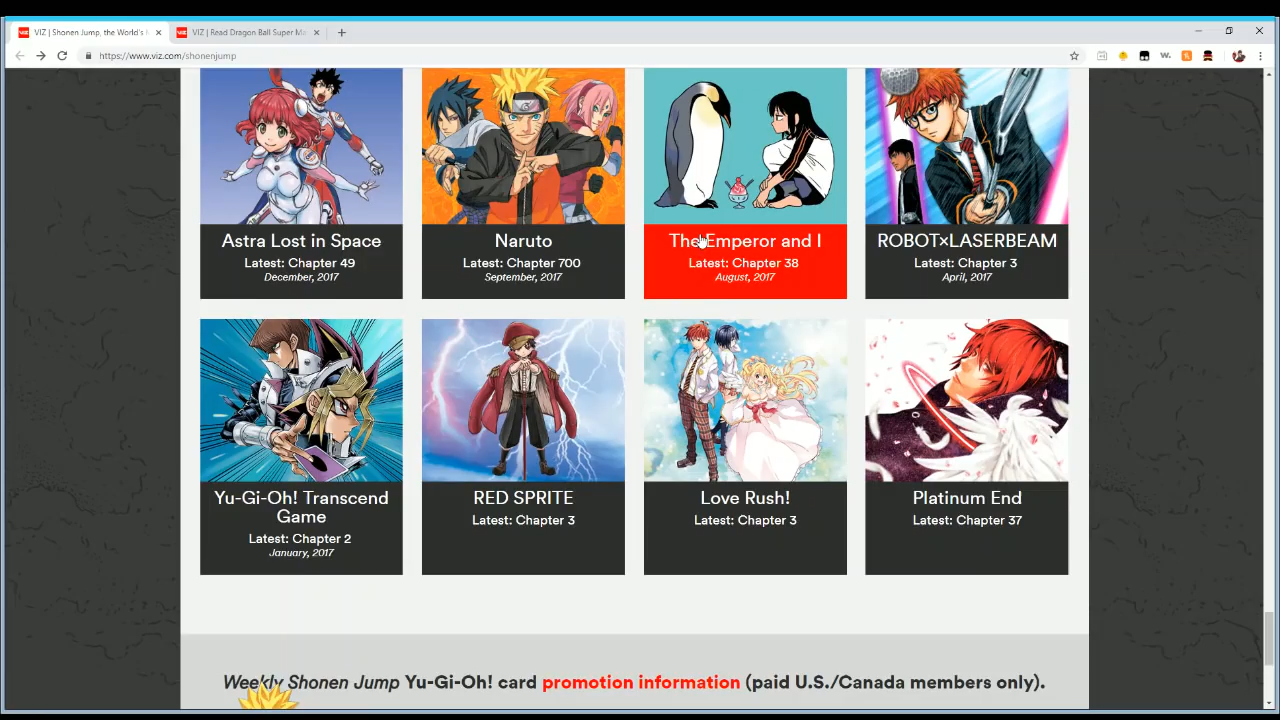 VIZ | Shonen Jump, the World's
VIZ | Read Dragon Ball Super Ma
https://www.viz.com/shonenjump
Astra Lost in Space
Latest: Chapter 49
December, 2017
Naruto
Latest: Chapter 700
September, 2017
The Emperor and I
Latest: Chapter 38
August, 2017
ROBOT×LASERBEAM
Latest: Chapter 3
April, 2017
Yu-Gi-Oh! Transcend
Game
Latest: Chapter 2
January, 2017
RED SPRITE
Latest: Chapter 3
Love Rush!
Latest: Chapter 3
Platinum End
Latest: Chapter 37
Weekly Shonen Jump Yu-Gi-Oh! card promotion information (paid U.S./Canada members only).